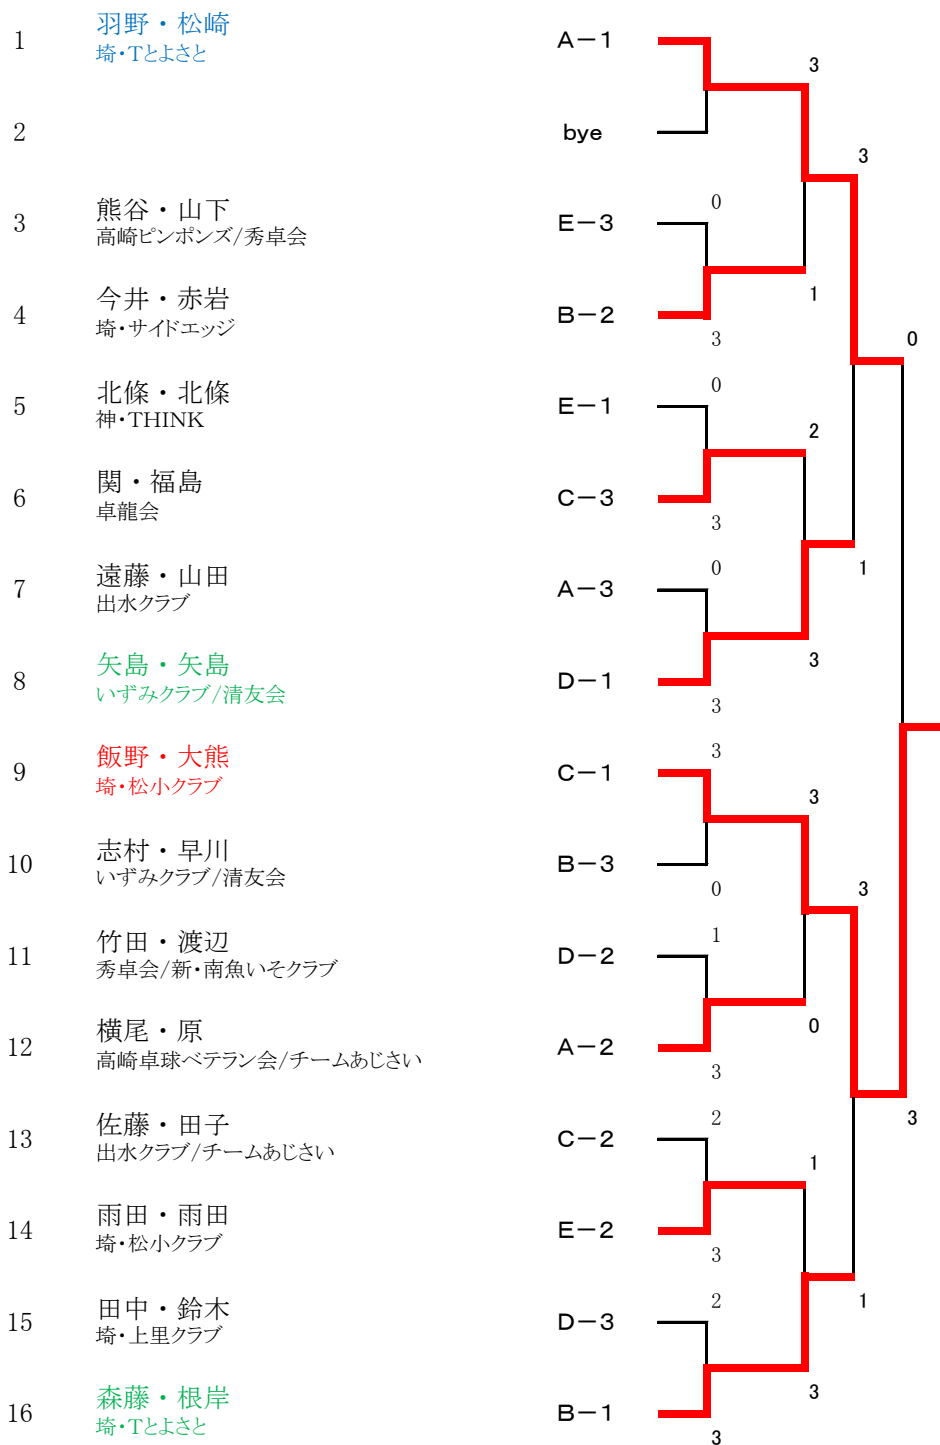 1 羽野・松崎 A-1
埼・Tとよさと
3
2 bye
3
0
3 熊谷・山下 E-3
高崎ピンポンズ/秀卓会
1
4 今井・赤岩 B-2
埼・サイドエッジ
3 0
0
5 北條・北條 E-1
神・THINK
2
6 関・福島 C-3
卓龍会
3
0 1
7 遠藤・山田 A-3
出水クラブ
3
8 矢島・矢島 D-1
いずみクラブ/清友会
3
3
9 飯野・大熊 C-1
埼・松小クラブ
3
10 志村・早川 B-3
いずみクラブ/清友会
0 3
1
11 竹田・渡辺 D-2
秀卓会/新・南魚いそクラブ
0
12 横尾・原 A-2
高崎卓球ベテラン会/チームあじさい
3
2 3
13 佐藤・田子 C-2
出水クラブ/チームあじさい
1
14 雨田・雨田 E-2
埼・松小クラブ
3
2 1
15 田中・鈴木 D-3
埼・上里クラブ
3
16 森藤・根岸 B-1
埼・Tとよさと
3